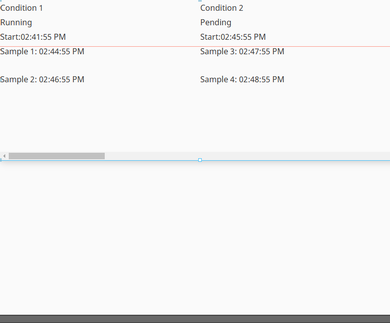 Condition 1
Running
Start:02:41:55 PM
Sample 1: 02:44:55 PM
Sample 2: 02:46:55 PM
Condition 2
Pending
Start:02:45:55 PM
Sample 3: 02:47:55 PM
Sample 4: 02:48:55 PM